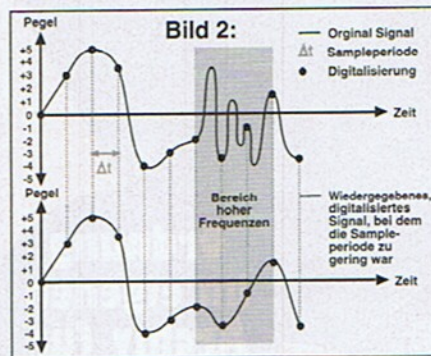 Pegel
Bild 2:
Orginal Signal
Δt Sampleperiode
Digitalisierung
+5
+4
+3
+2
+1
0
-1
-2
-3
-4
-5
Zeit
Δt
Bereich
hoher
Frequenzen
Pegel
+5
+4
+3
+2
+1
0
-1
-2
-3
-4
-5
Zeit
Wiedergegebenes,
digitalisiertes
Signal, bei dem
die Sample-
periode zu
gering war